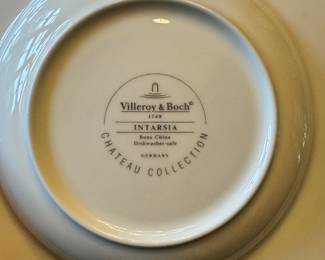 Villeroy & Boch®
1748
INTARSIA
Bone China
Dishwasher-safe
GERMANY
CHATEAU COLLECTION